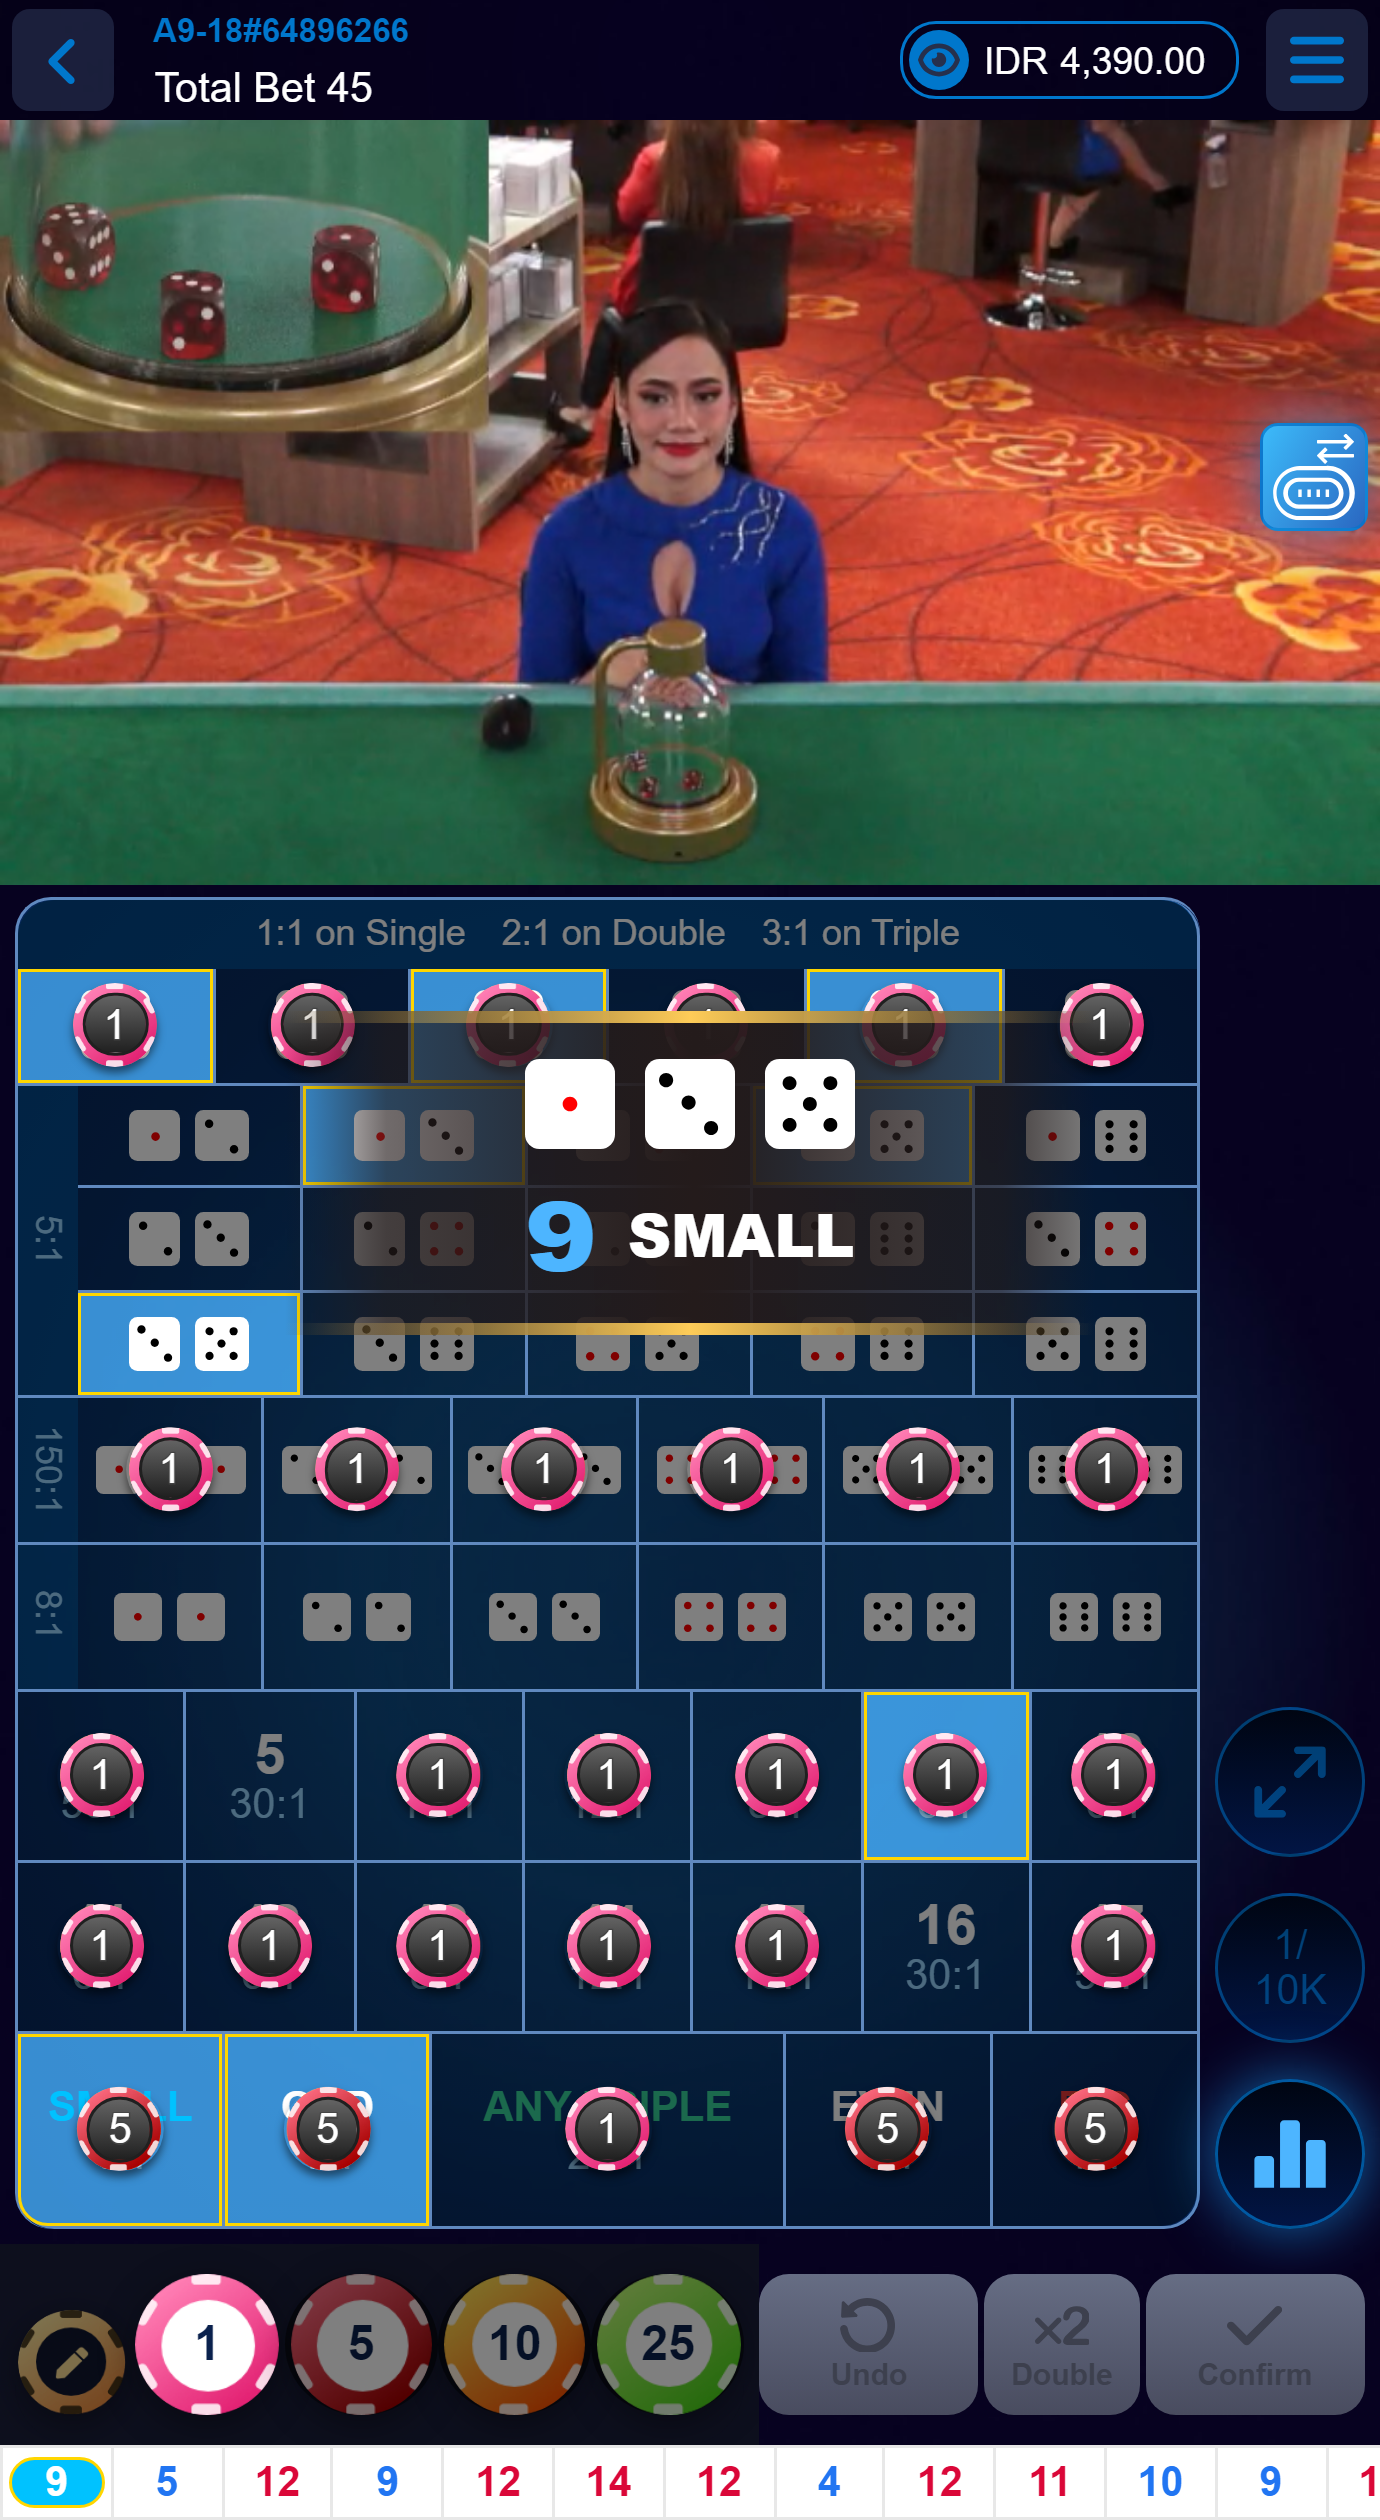 A9-18#64896266
Total Bet 45
IDR 4,390.00
1:1 on Single 2:1 on Double 3:1 on Triple
1 1 1 1 1 1
9 SMALL
5:1
150:1
1 1 1 1 1 1
8:1
1 5 1 1 1 1 1
30:1
1 1 1 1 1 16 1
30:1
1/
10K
5 5 1 5 5
1 5 10 25
Undo
x2
Double
Confirm
9 5 12 9 12 14 12 4 12 11 10 9 1